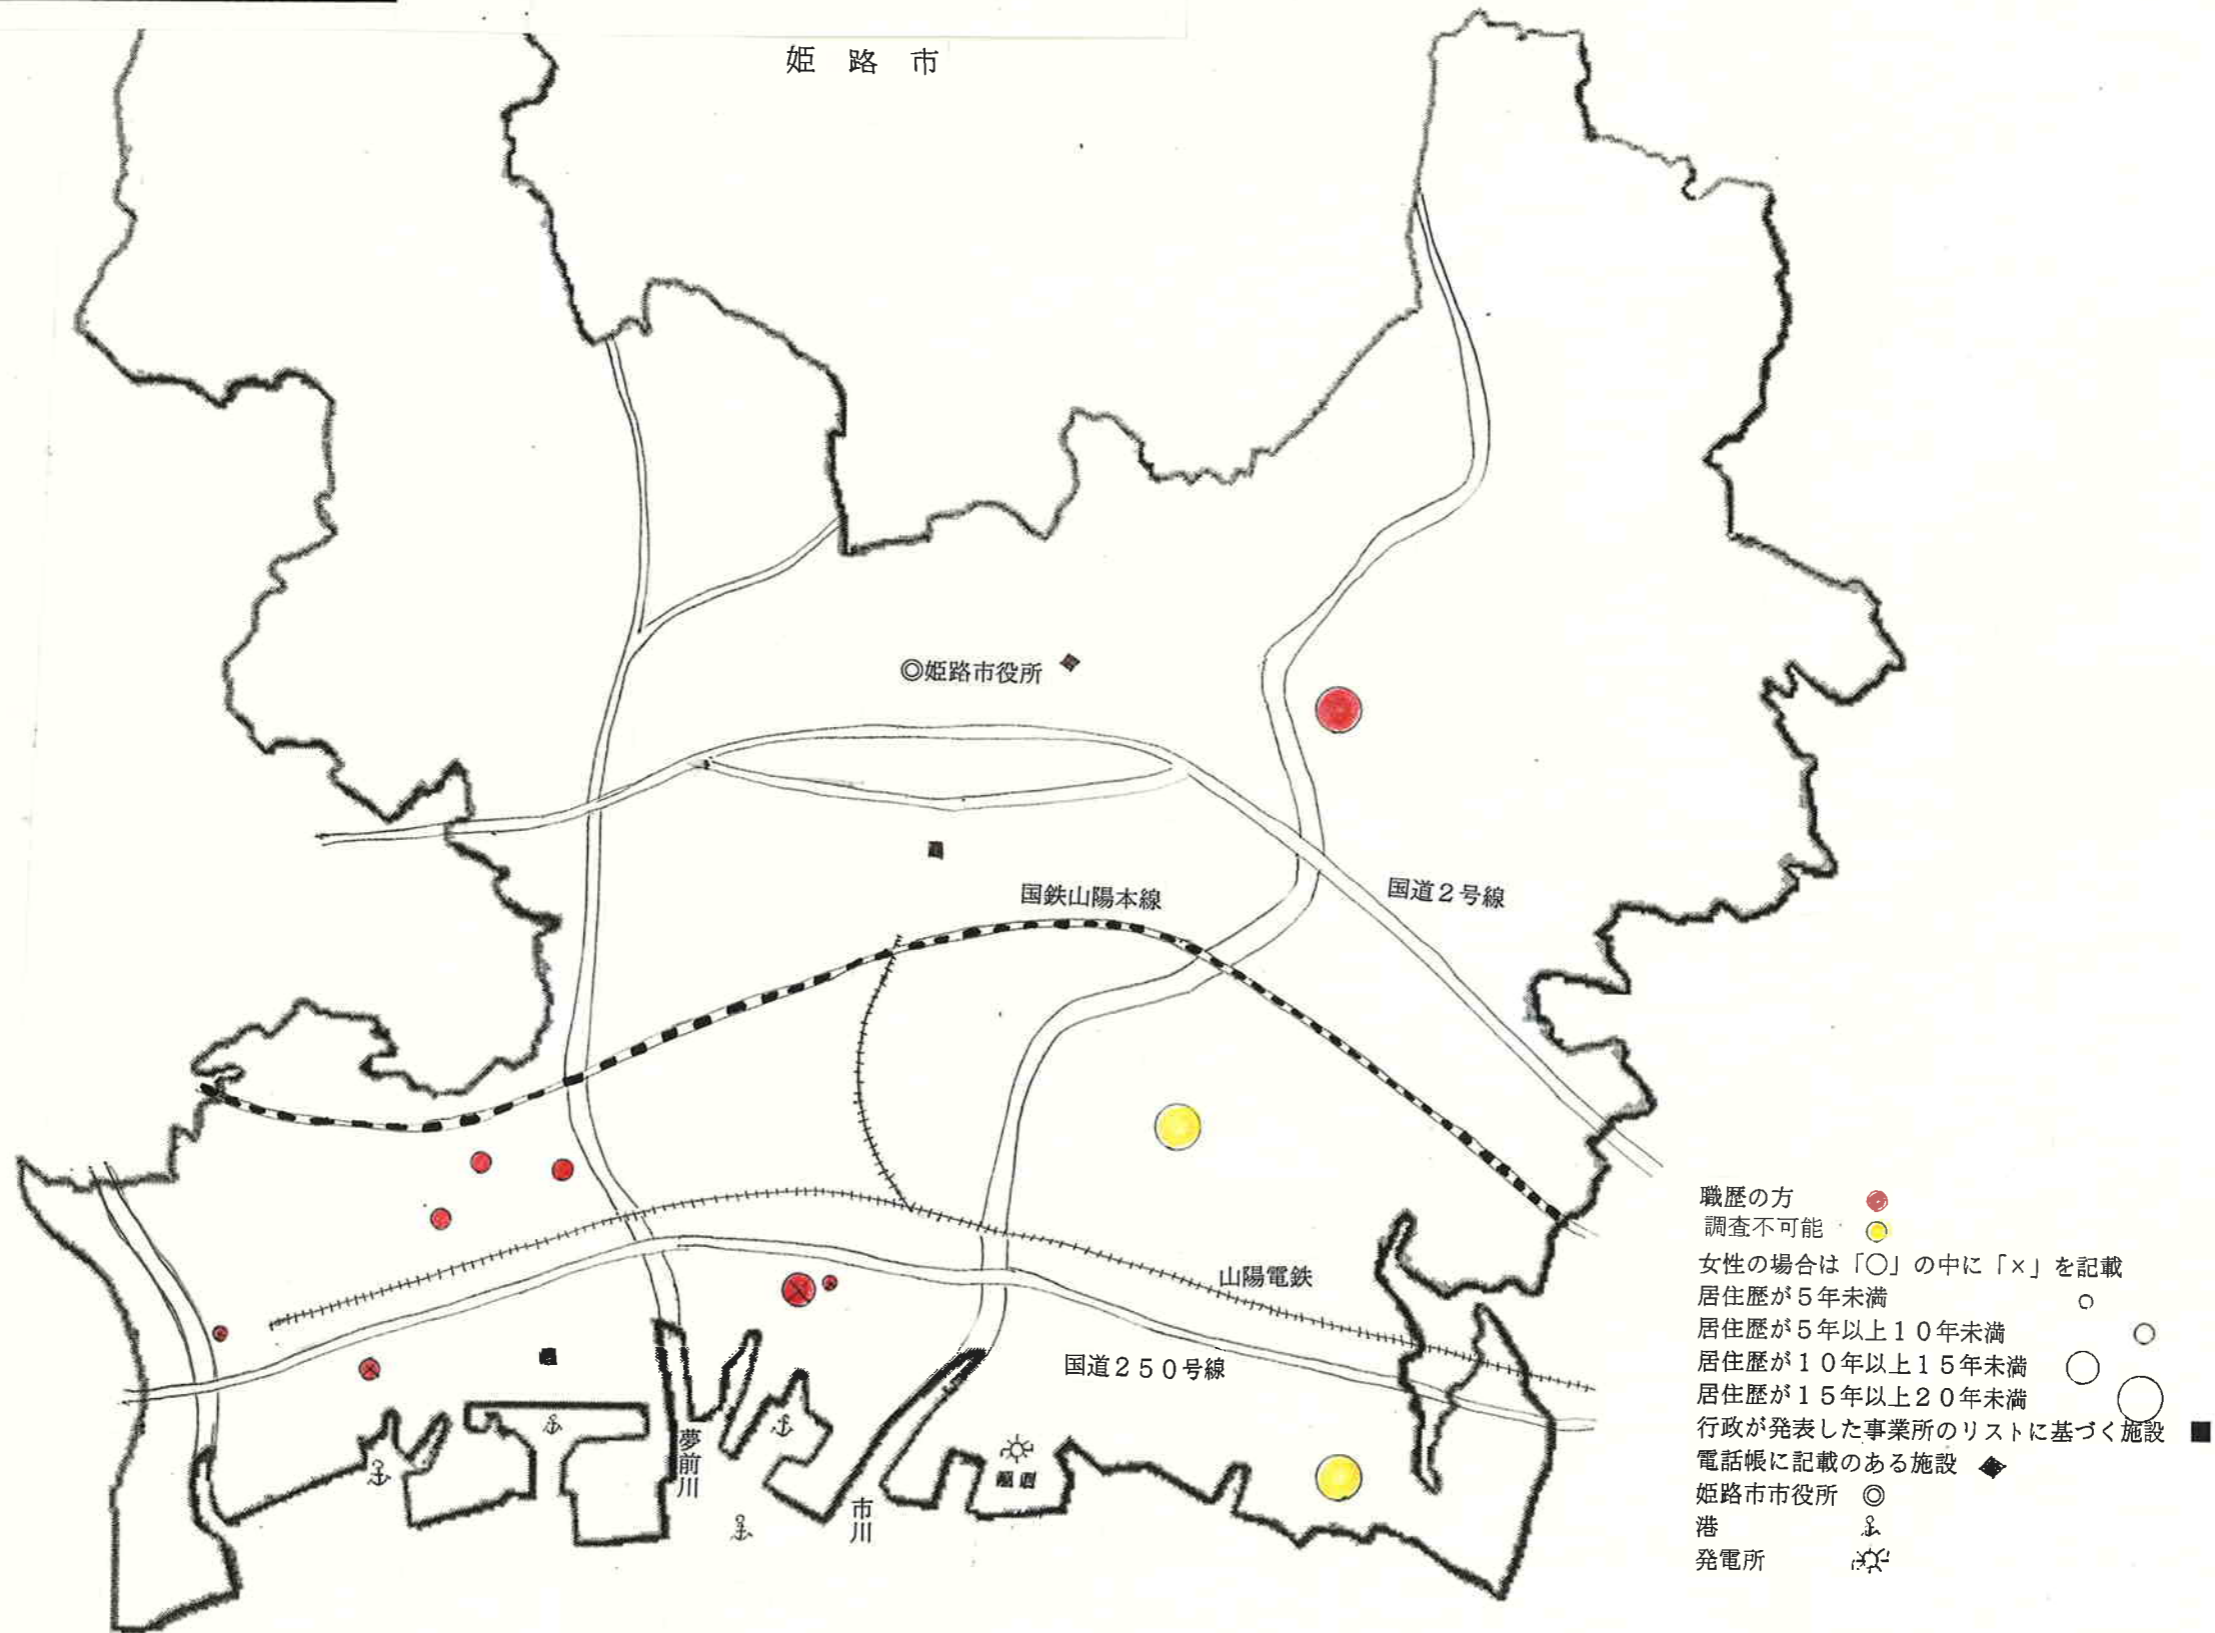 姫路市
◎姫路市役所
国鉄山陽本線
国道2号線
山陽電鉄
国道250号線
夢前川
市川
職歴の方
調査不可能
女性の場合は「○」の中に「×」を記載
居住歴が5年未満
居住歴が5年以上10年未満
居住歴が10年以上15年未満
居住歴が15年以上20年未満
行政が発表した事業所のリストに基づく施設 ■
電話帳に記載のある施設 ◆
姫路市市役所 ◎
港
発電所